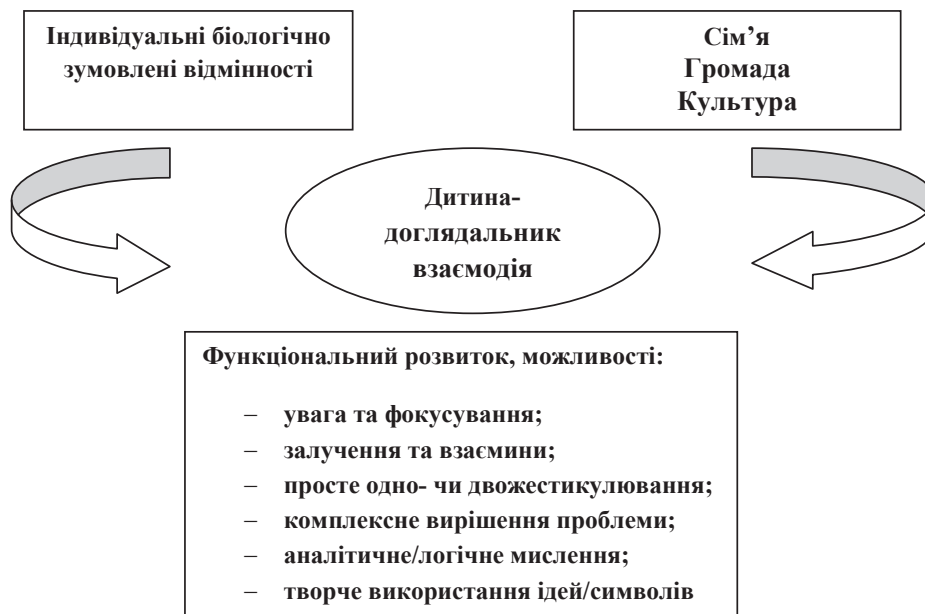 Індивідуальні біологічно
зумовлені відмінності
Сім’я
Громада
Культура
Дитина-
доглядальник
взаємодія
Функціональний розвиток, можливості:
– увага та фокусування;
– залучення та взаємини;
– просте одно- чи двожестикулювання;
– комплексне вирішення проблеми;
– аналітичне/логічне мислення;
– творче використання ідей/символів